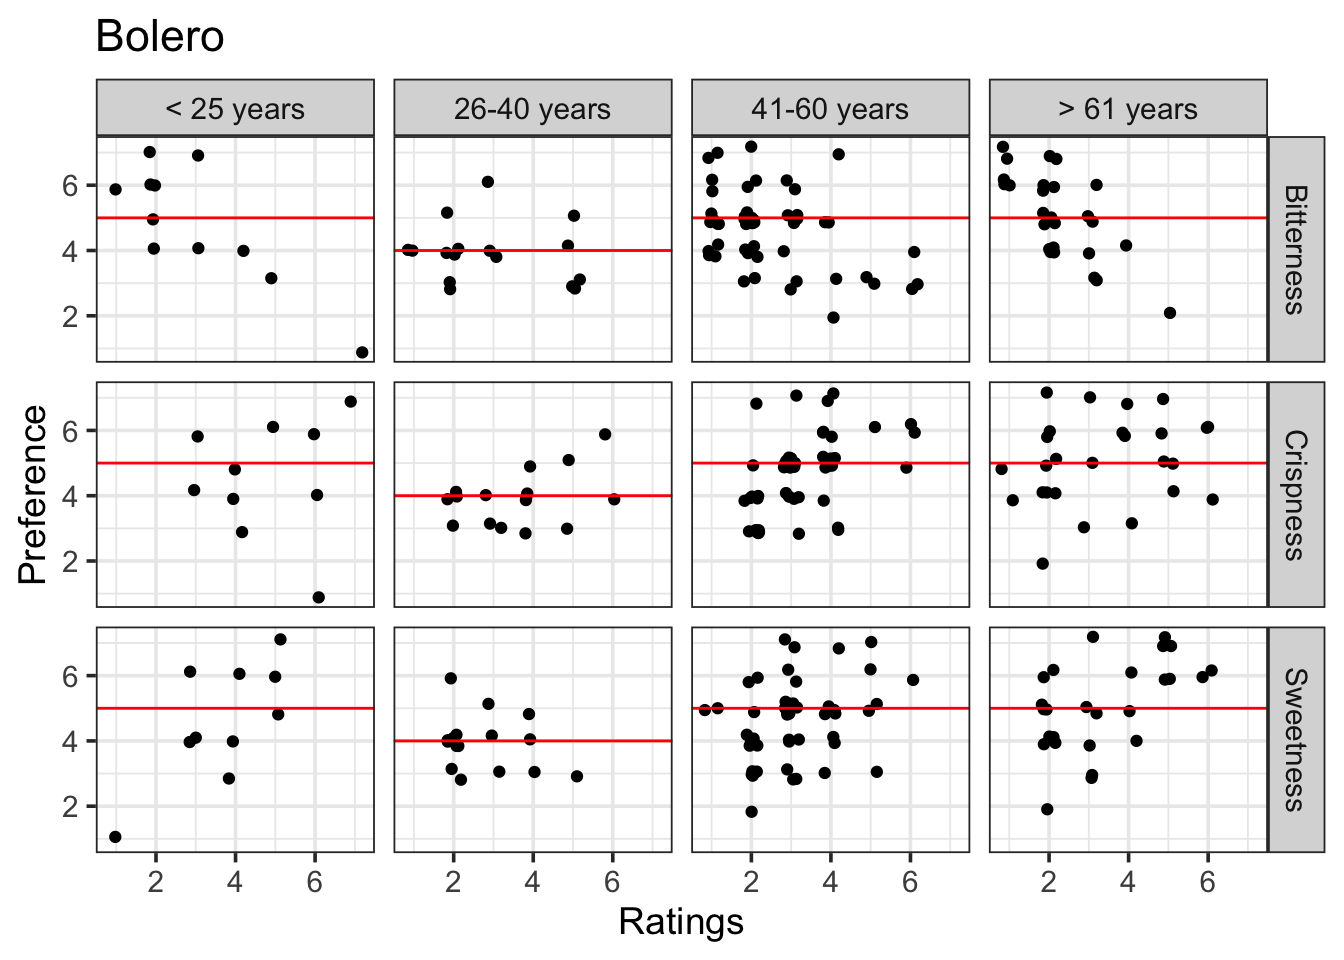 Bolero
< 25 years
26-40 years
41-60 years
> 61 years
6
4
2
Bitterness
Preference
6
4
2
Crispness
6
4
2
Sweetness
2 4 6 2 4 6 2 4 6 2 4 6
Ratings